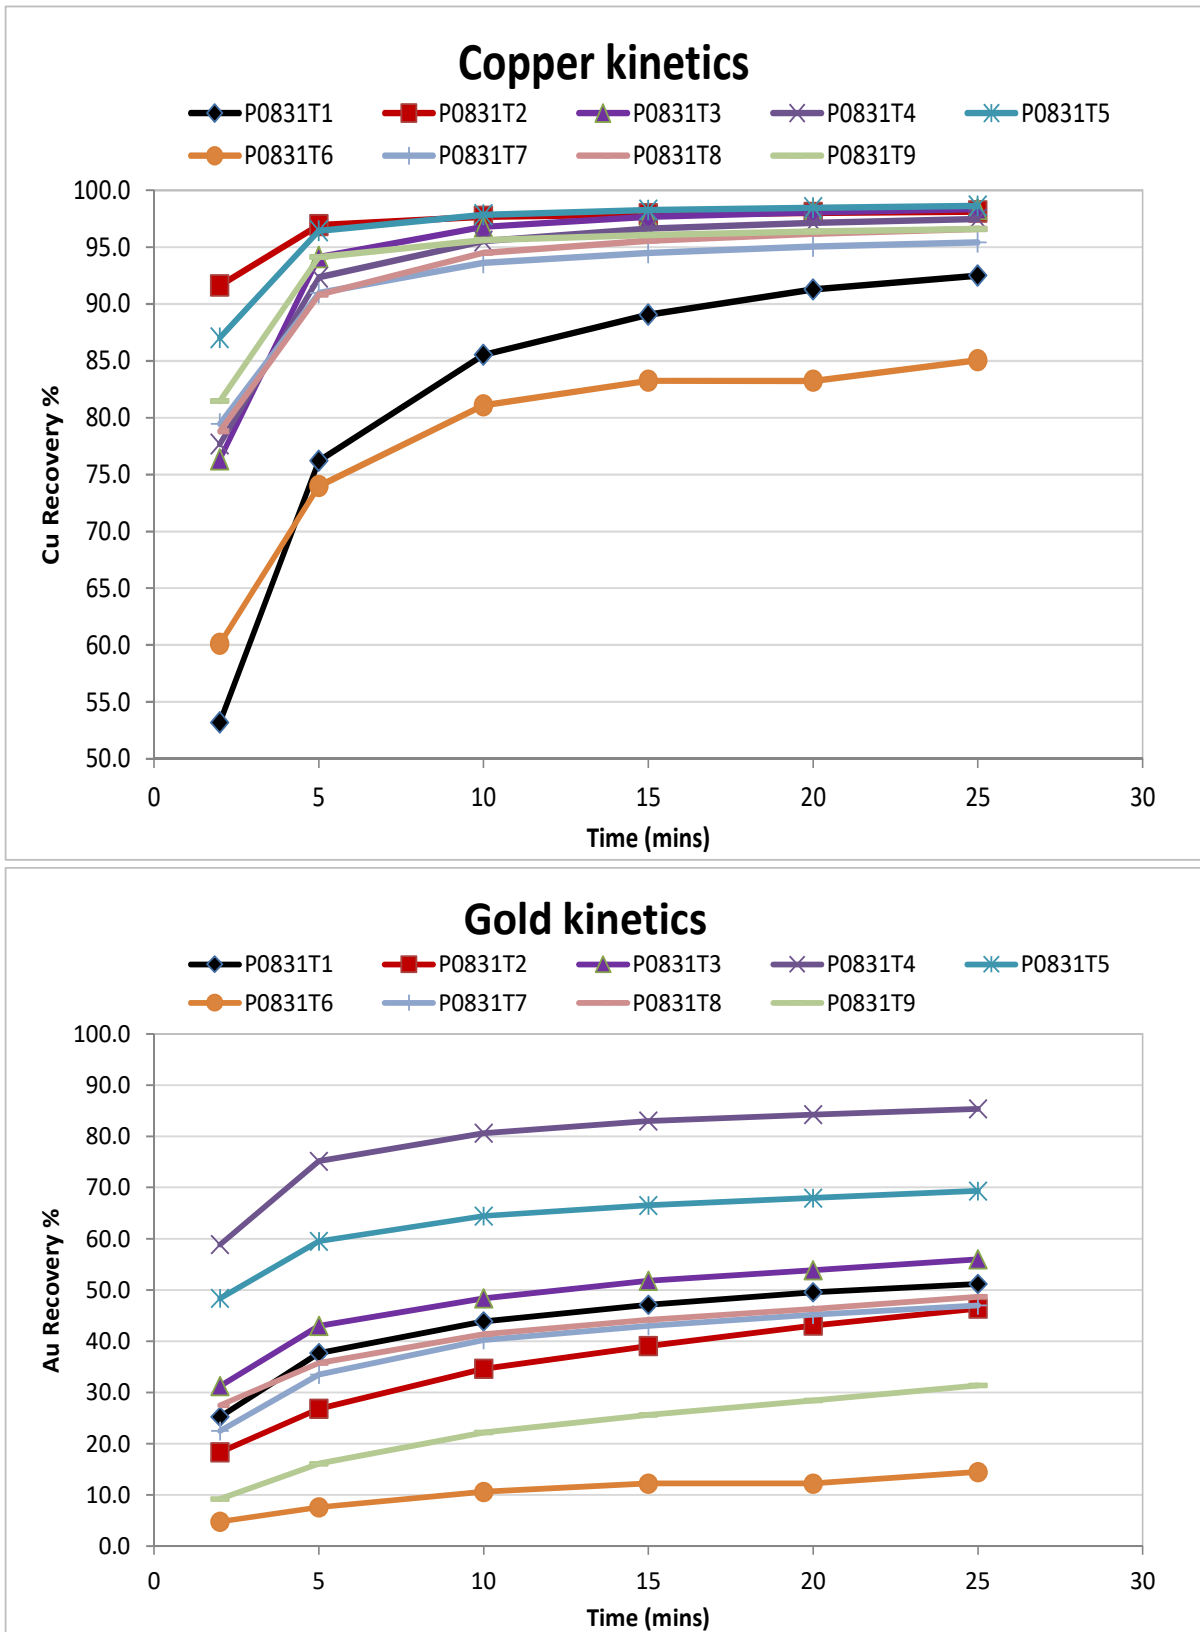 Copper kinetics
P0831T1 P0831T2 P0831T3 P0831T4 P0831T5
P0831T6 P0831T7 P0831T8 P0831T9
100.0
95.0
90.0
85.0
80.0
75.0
70.0
65.0
60.0
55.0
50.0
Cu Recovery %
0 5 10 15 20 25 30
Time (mins)
Gold kinetics
P0831T1 P0831T2 P0831T3 P0831T4 P0831T5
P0831T6 P0831T7 P0831T8 P0831T9
100.0
90.0
80.0
70.0
60.0
50.0
40.0
30.0
20.0
10.0
0.0
Au Recovery %
0 5 10 15 20 25 30
Time (mins)